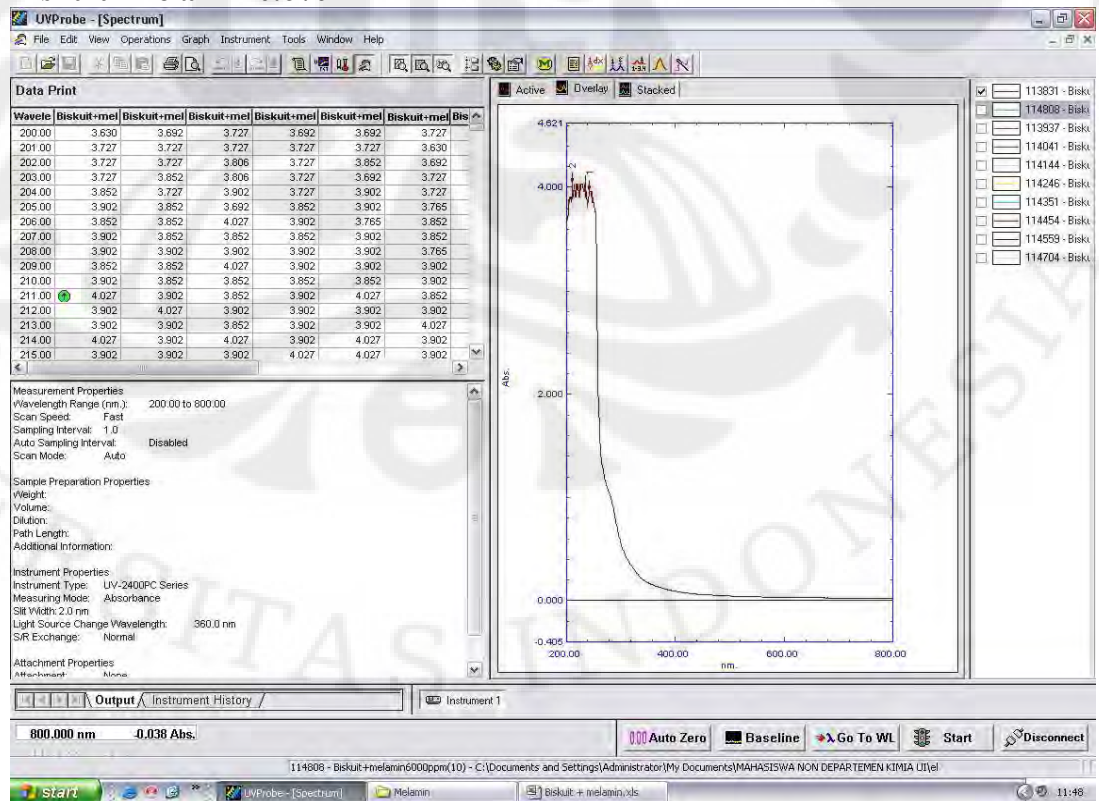 UVProbe - [Spectrum]
File Edit View Operations Graph Instrument Tools Window Help
Data Print
Wavele Biskuit+mel Biskuit+mel Biskuit+mel Biskuit+mel Biskuit+mel Biskuit+mel Bis
200.00 3.630 3.692 3.727 3.692 3.692 3.727
201.00 3.727 3.727 3.727 3.727 3.727 3.630
202.00 3.727 3.727 3.806 3.727 3.852 3.692
203.00 3.727 3.852 3.806 3.727 3.692 3.727
204.00 3.852 3.727 3.902 3.727 3.902 3.727
205.00 3.902 3.852 3.692 3.852 3.902 3.765
206.00 3.852 3.852 4.027 3.902 3.765 3.852
207.00 3.902 3.852 3.852 3.852 3.902 3.852
208.00 3.902 3.902 3.902 3.902 3.902 3.765
209.00 3.852 3.852 4.027 3.902 3.902 3.902
210.00 3.902 3.852 3.852 3.852 3.852 3.902
211.00 4.027 3.902 3.852 3.902 4.027 3.852
212.00 3.902 4.027 3.902 3.902 3.902 3.902
213.00 3.902 3.902 3.852 3.902 3.902 4.027
214.00 4.027 3.902 4.027 3.902 4.027 3.902
215.00 3.902 3.902 3.902 4.027 4.027 3.902
Measurement Properties
Wavelength Range (nm.): 200.00 to 800.00
Scan Speed: Fast
Sampling Interval: 1.0
Auto Sampling Interval: Disabled
Scan Mode: Auto
Sample Preparation Properties
Weight:
Volume:
Dilution:
Path Length:
Additional Information:
Instrument Properties
Instrument Type: UV-2400PC Series
Measuring Mode: Absorbance
Slit Width: 2.0 nm
Light Source Change Wavelength: 360.0 nm
S/R Exchange: Normal
Attachment Properties
Attachment: None
Active Overlay Stacked
4.621
4.000
2.000
0.000
-0.405
Abs.
200.00 400.00 600.00 800.00
nm.
113831 - Bisku
114808 - Bisku
113937 - Bisku
114041 - Bisku
114144 - Bisku
114246 - Bisku
114351 - Bisku
114454 - Bisku
114559 - Bisku
114704 - Bisku
Output Instrument History
Instrument 1
800.000 nm -0.038 Abs.
Auto Zero Baseline Go To WL Start Disconnect
114808 - Biskuit+melamin6000ppm(10) - C:\Documents and Settings\Administrator\My Documents\MAHASISWA NON DEPARTEMEN KIMIA UI\el
start UVProbe - [Spectrum] Melamin Biskuit + melamin.xls 11:48
SITAS INDONESIA